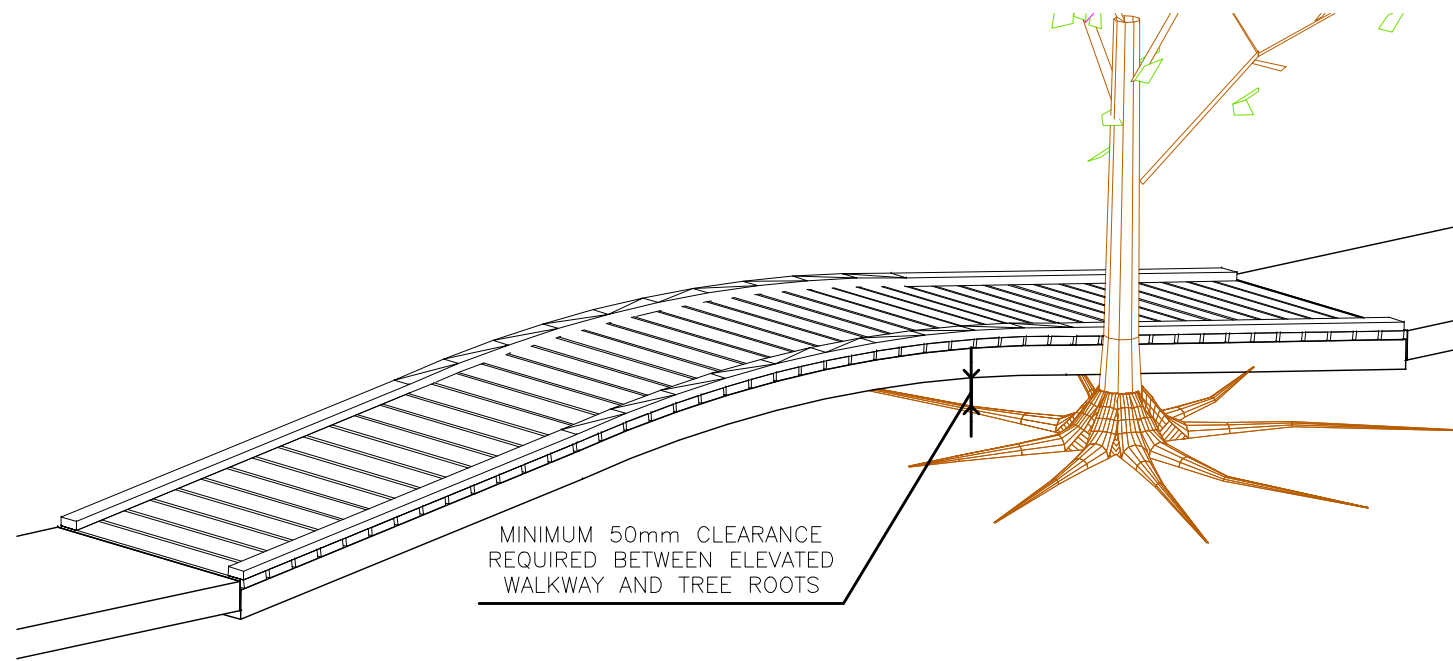 MINIMUM 50mm CLEARANCE
REQUIRED BETWEEN ELEVATED
WALKWAY AND TREE ROOTS